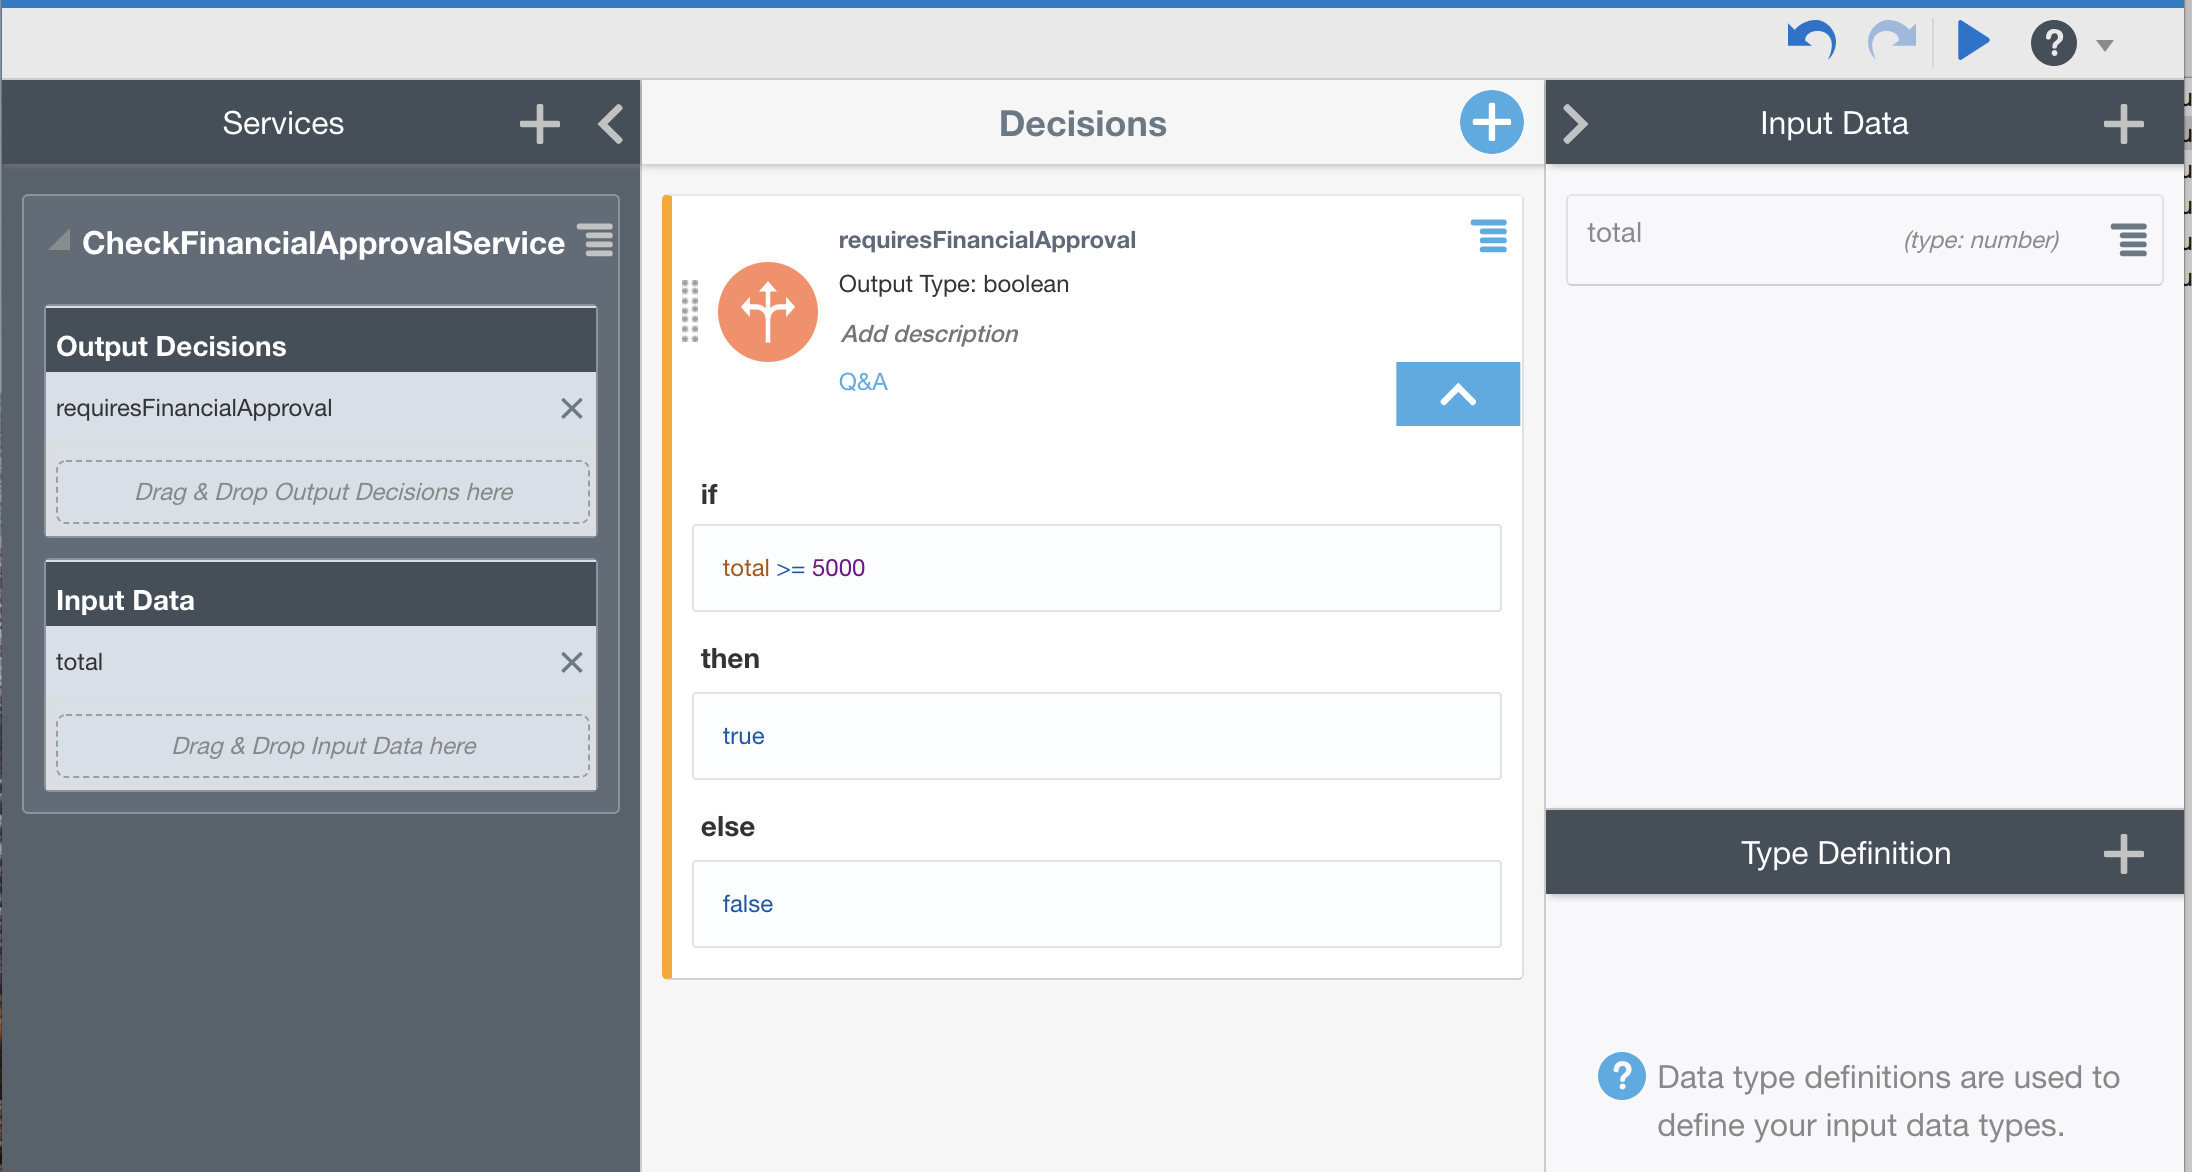 Services
CheckFinancialApprovalService
Output Decisions
requiresFinancialApproval
Drag & Drop Output Decisions here
Input Data
total
Drag & Drop Input Data here
Decisions
requiresFinancialApproval
Output Type: boolean
Add description
Q&A
if
total >= 5000
then
true
else
false
Input Data
total
(type: number)
Type Definition
Data type definitions are used to
define your input data types.